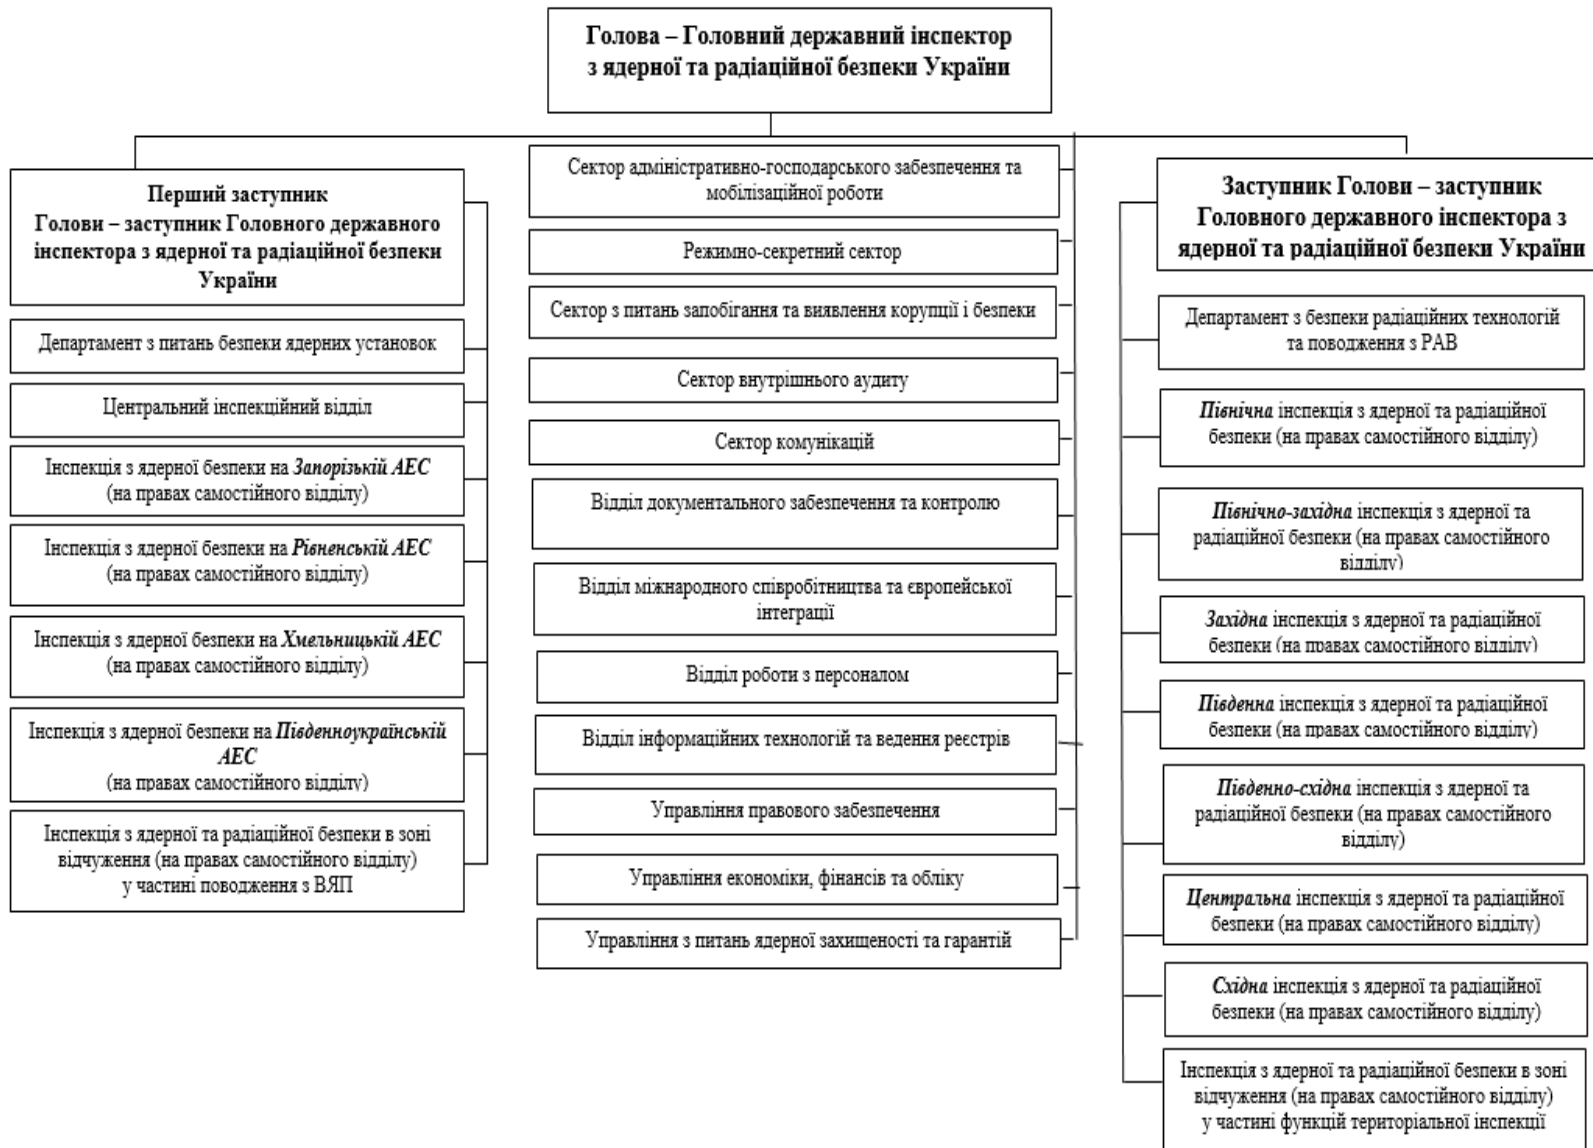 Голова – Головний державний інспектор
з ядерної та радіаційної безпеки України
Перший заступник
Голови – заступник Головного державного
інспектора з ядерної та радіаційної безпеки
України
Департамент з питань безпеки ядерних установок
Центральний інспекційний відділ
Інспекція з ядерної безпеки на Запорізькій АЕС
(на правах самостійного відділу)
Інспекція з ядерної безпеки на Рівненській АЕС
(на правах самостійного відділу)
Інспекція з ядерної безпеки на Хмельницькій АЕС
(на правах самостійного відділу)
Інспекція з ядерної безпеки на Південноукраїнській
АЕС
(на правах самостійного відділу)
Інспекція з ядерної та радіаційної безпеки в зоні
відчуження (на правах самостійного відділу)
у частині поводження з ВЯП
Сектор адміністративно-господарського забезпечення та
мобілізаційної роботи
Режимно-секретний сектор
Сектор з питань запобігання та виявлення корупції і безпеки
Сектор внутрішнього аудиту
Сектор комунікацій
Відділ документального забезпечення та контролю
Відділ міжнародного співробітництва та європейської
інтеграції
Відділ роботи з персоналом
Відділ інформаційних технологій та ведення реєстрів
Управління правового забезпечення
Управління економіки, фінансів та обліку
Управління з питань ядерної захищеності та гарантій
Заступник Голови – заступник
Головного державного інспектора з
ядерної та радіаційної безпеки України
Департамент з безпеки радіаційних технологій
та поводження з РАВ
Північна інспекція з ядерної та радіаційної
безпеки (на правах самостійного відділу)
Північно-західна інспекція з ядерної та
радіаційної безпеки (на правах самостійного
відділу)
Західна інспекція з ядерної та радіаційної
безпеки (на правах самостійного відділу)
Південна інспекція з ядерної та радіаційної
безпеки (на правах самостійного відділу)
Південно-східна інспекція з ядерної та
радіаційної безпеки (на правах самостійного
відділу)
Центральна інспекція з ядерної та радіаційної
безпеки (на правах самостійного відділу)
Східна інспекція з ядерної та радіаційної
безпеки (на правах самостійного відділу)
Інспекція з ядерної та радіаційної безпеки в зоні
відчуження (на правах самостійного відділу)
у частині функцій територіальної інспекції